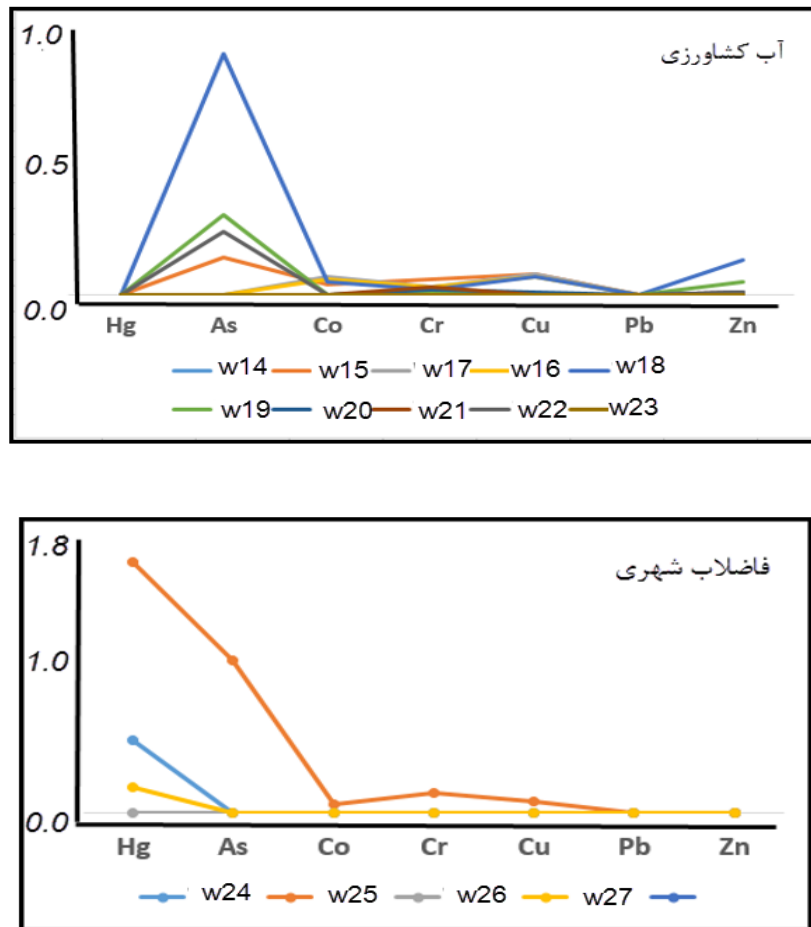 1.0
آب کشاورزی
0.5
0.0
Hg As Co Cr Cu Pb Zn
w14 w15 w17 w16 w18
w19 w20 w21 w22 w23
1.8
فاضلاب شهری
1.0
0.0
Hg As Co Cr Cu Pb Zn
w24 w25 w26 w27